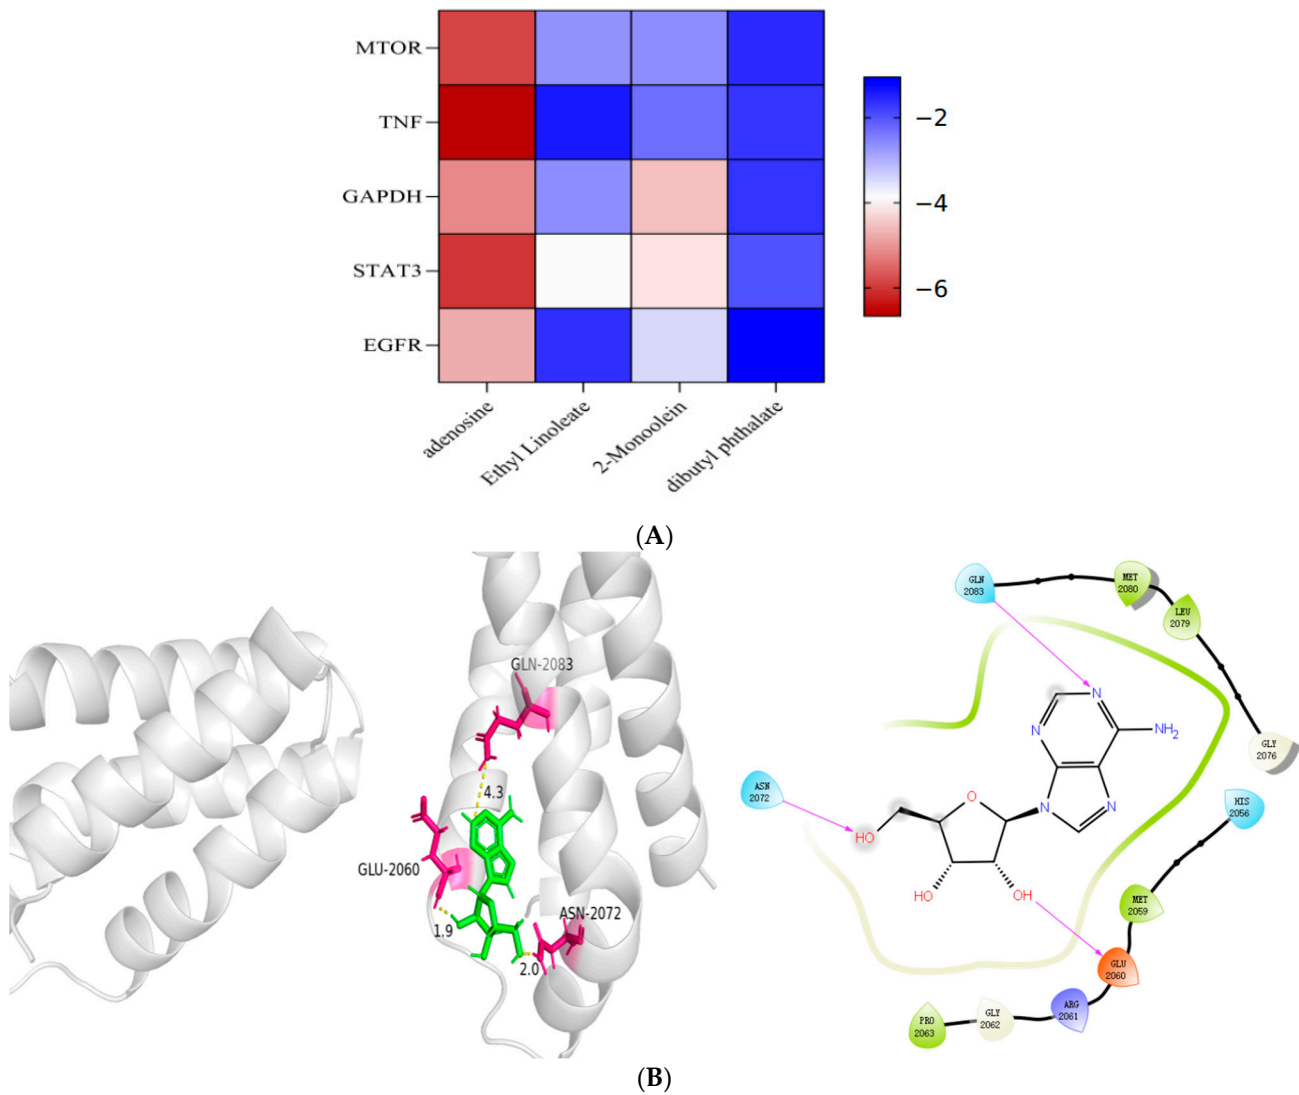 MTOR
TNF
GAPDH
STAT3
EGFR
−2
−4
−6
adenosine
Ethyl Linoleate
2-Monoolein
dibutyl phthalate
(A)
GLN-2083
4.3
GLU-2060
1.9
ASN-2072
2.0
GLN
2083
MET
2080
LEU
2079
GLY
2076
HIS
2056
MET
2059
GLU
2060
ARG
2061
GLY
2062
PRO
2063
ASN
2072
N
N
NH2
N
N
O
HO
HO
OH
(B)